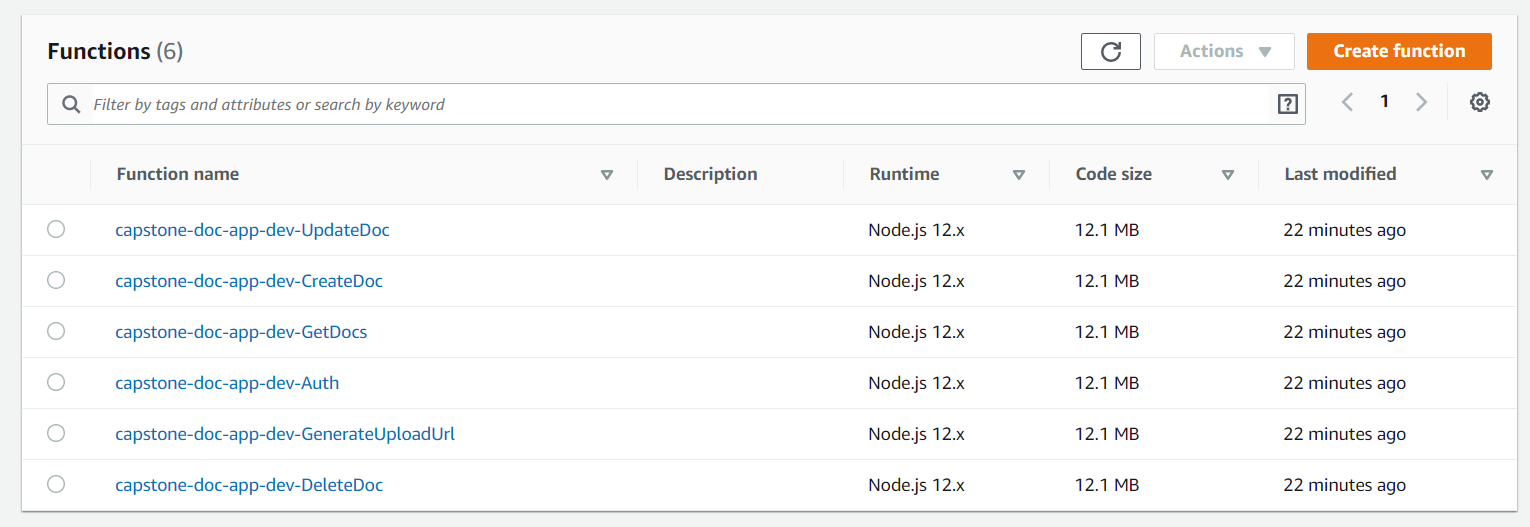 Functions (6)
Actions
Create function
Filter by tags and attributes or search by keyword
?
1
Function name Description Runtime Code size Last modified
capstone-doc-app-dev-UpdateDoc Node.js 12.x 12.1 MB 22 minutes ago
capstone-doc-app-dev-CreateDoc Node.js 12.x 12.1 MB 22 minutes ago
capstone-doc-app-dev-GetDocs Node.js 12.x 12.1 MB 22 minutes ago
capstone-doc-app-dev-Auth Node.js 12.x 12.1 MB 22 minutes ago
capstone-doc-app-dev-GenerateUploadUrl Node.js 12.x 12.1 MB 22 minutes ago
capstone-doc-app-dev-DeleteDoc Node.js 12.x 12.1 MB 22 minutes ago